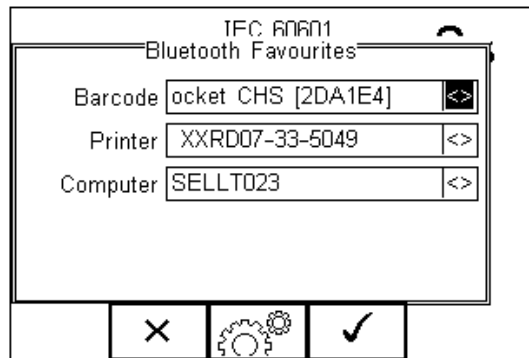 IEC 60601
Bluetooth Favourites
Barcode ocket CHS [2DA1E4] <>
Printer XXRD07-33-5049 <>
Computer SELLT023 <>